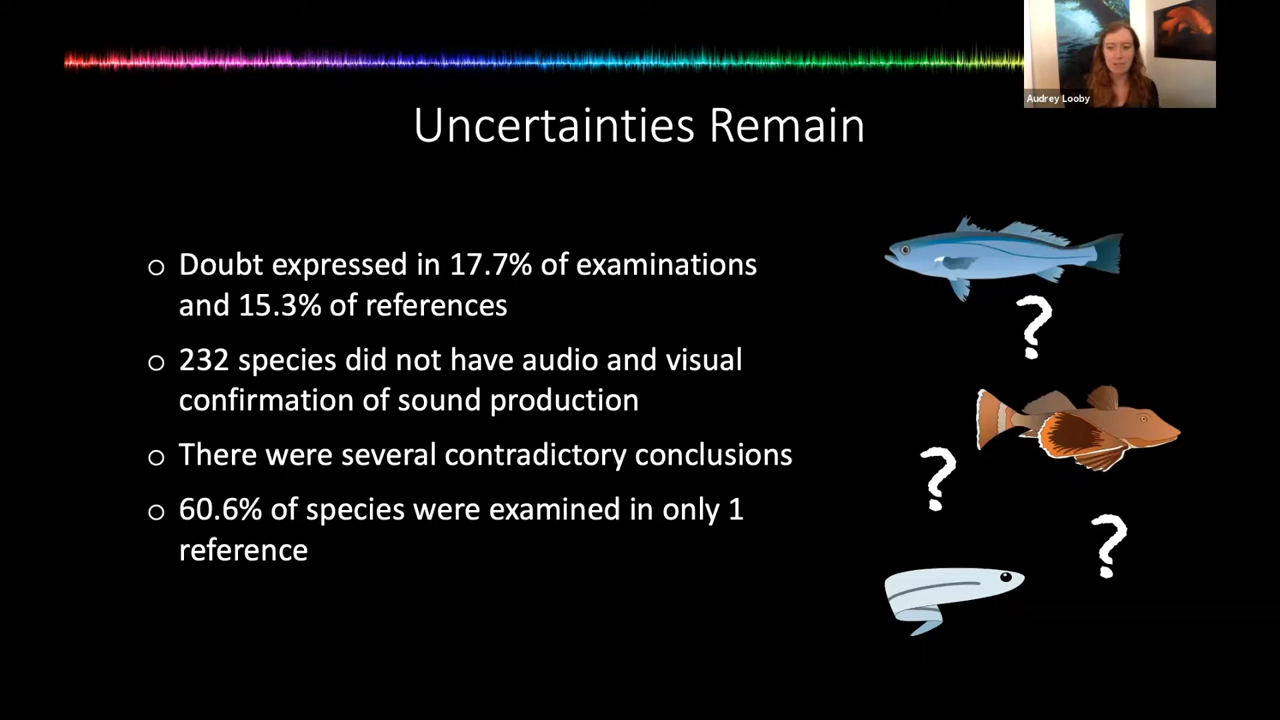 Audrey Looby
Uncertainties Remain
Doubt expressed in 17.7% of examinations
and 15.3% of references
232 species did not have audio and visual
confirmation of sound production
There were several contradictory conclusions
60.6% of species were examined in only 1
reference
?
?
?